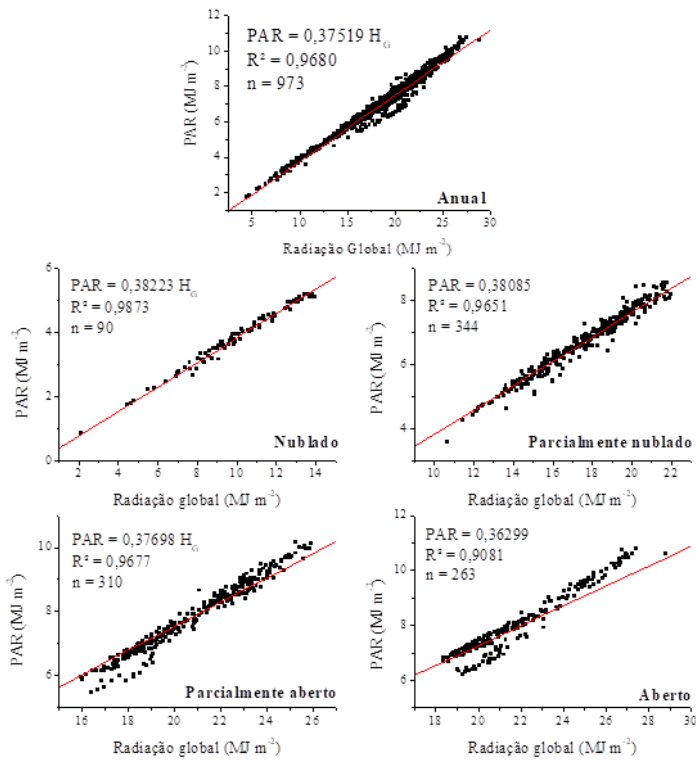 PAR = 0,37519 H_G
R² = 0,9680
n = 973
PAR (MJ m⁻²)
12
10
8
6
4
2
Anual
5 10 15 20 25 30
Radiação Global (MJ m⁻²)
PAR = 0,38223 H_G
R² = 0,9873
n = 90
PAR (MJ m⁻²)
6
4
2
0
Nublado
2 4 6 8 10 12 14
Radiação global (MJ m⁻²)
PAR = 0,38085
R² = 0,9651
n = 344
PAR (MJ m⁻²)
8
6
4
Parcialmente nublado
10 12 14 16 18 20 22
Radiação global (MJ m⁻²)
PAR = 0,37698 H_G
R² = 0,9677
n = 310
PAR (MJ m⁻²)
10
8
6
Parcialmente aberto
16 18 20 22 24 26
Radiação global (MJ m⁻²)
PAR = 0,36299
R² = 0,9081
n = 263
PAR (MJ m⁻²)
12
10
8
6
Aberto
18 20 22 24 26 28 30
Radiação global (MJ m⁻²)